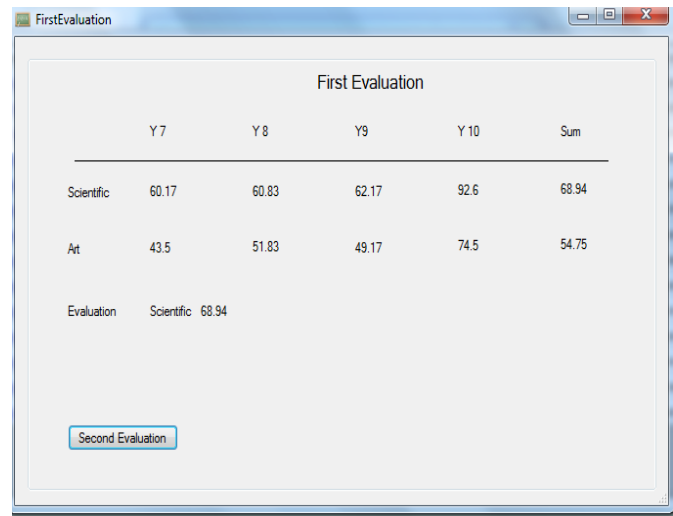 FirstEvaluation
First Evaluation
Y 7 Y 8 Y9 Y 10 Sum
Scientific 60.17 60.83 62.17 92.6 68.94
Art 43.5 51.83 49.17 74.5 54.75
Evaluation Scientific 68.94
Second Evaluation